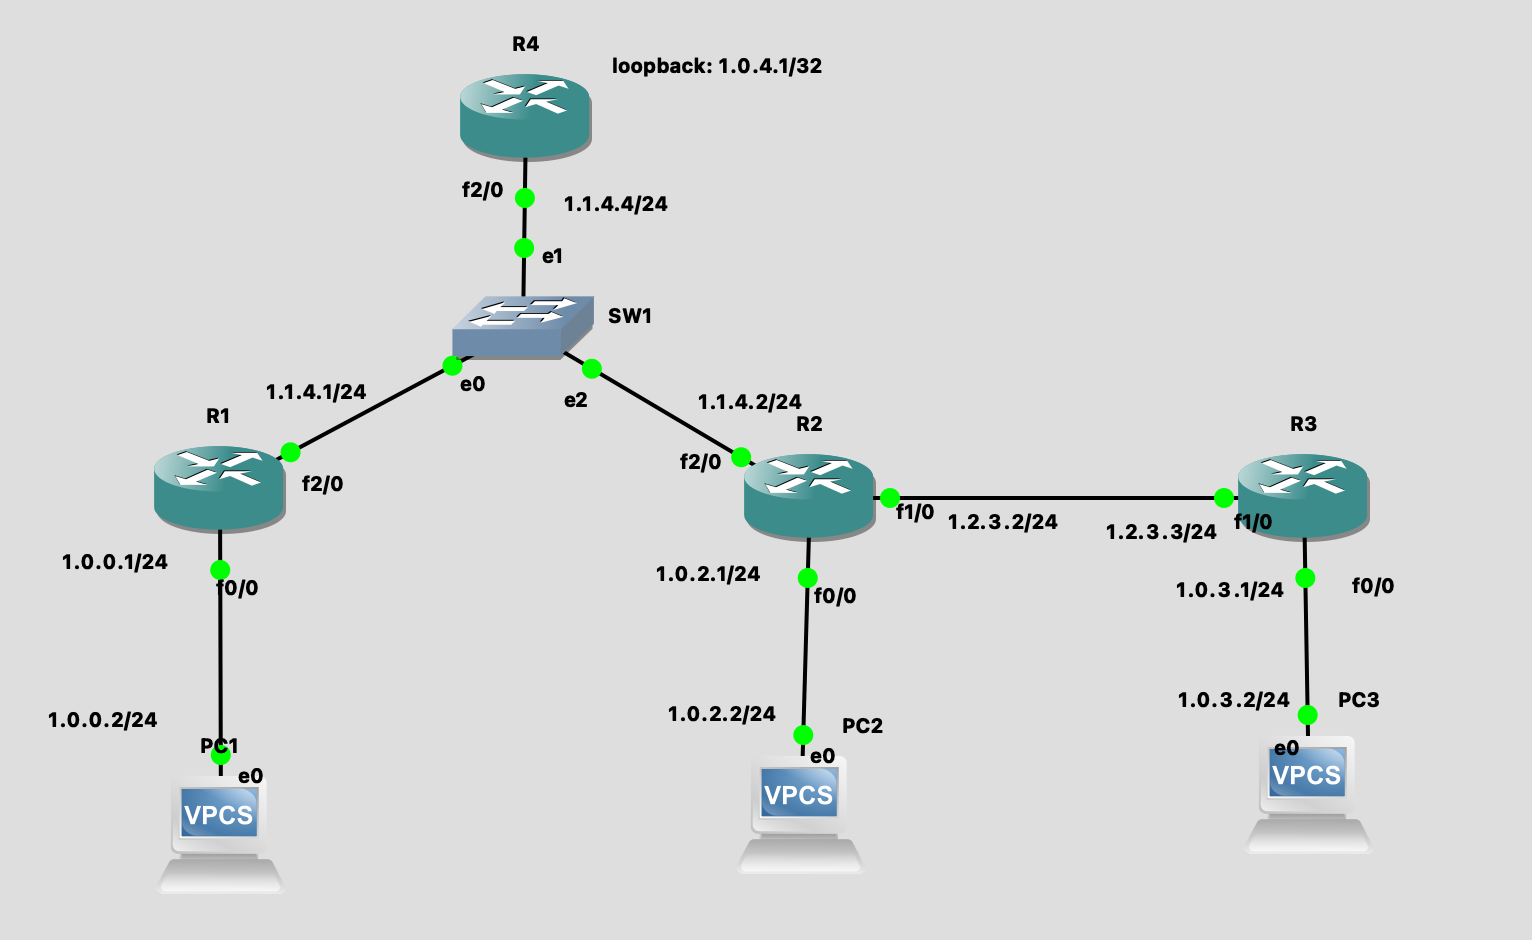 R4
loopback: 1.0.4.1/32
f2/0
1.1.4.4/24
e1
SW1
e0
e2
1.1.4.1/24
R1
f2/0
1.1.4.2/24
R2
f2/0
R3
f1/0
1.2.3.2/24
1.2.3.3/24
f1/0
1.0.0.1/24
f0/0
1.0.2.1/24
f0/0
1.0.3.1/24
f0/0
1.0.0.2/24
PC1
e0
VPCS
1.0.2.2/24
PC2
e0
VPCS
1.0.3.2/24
PC3
e0
VPCS